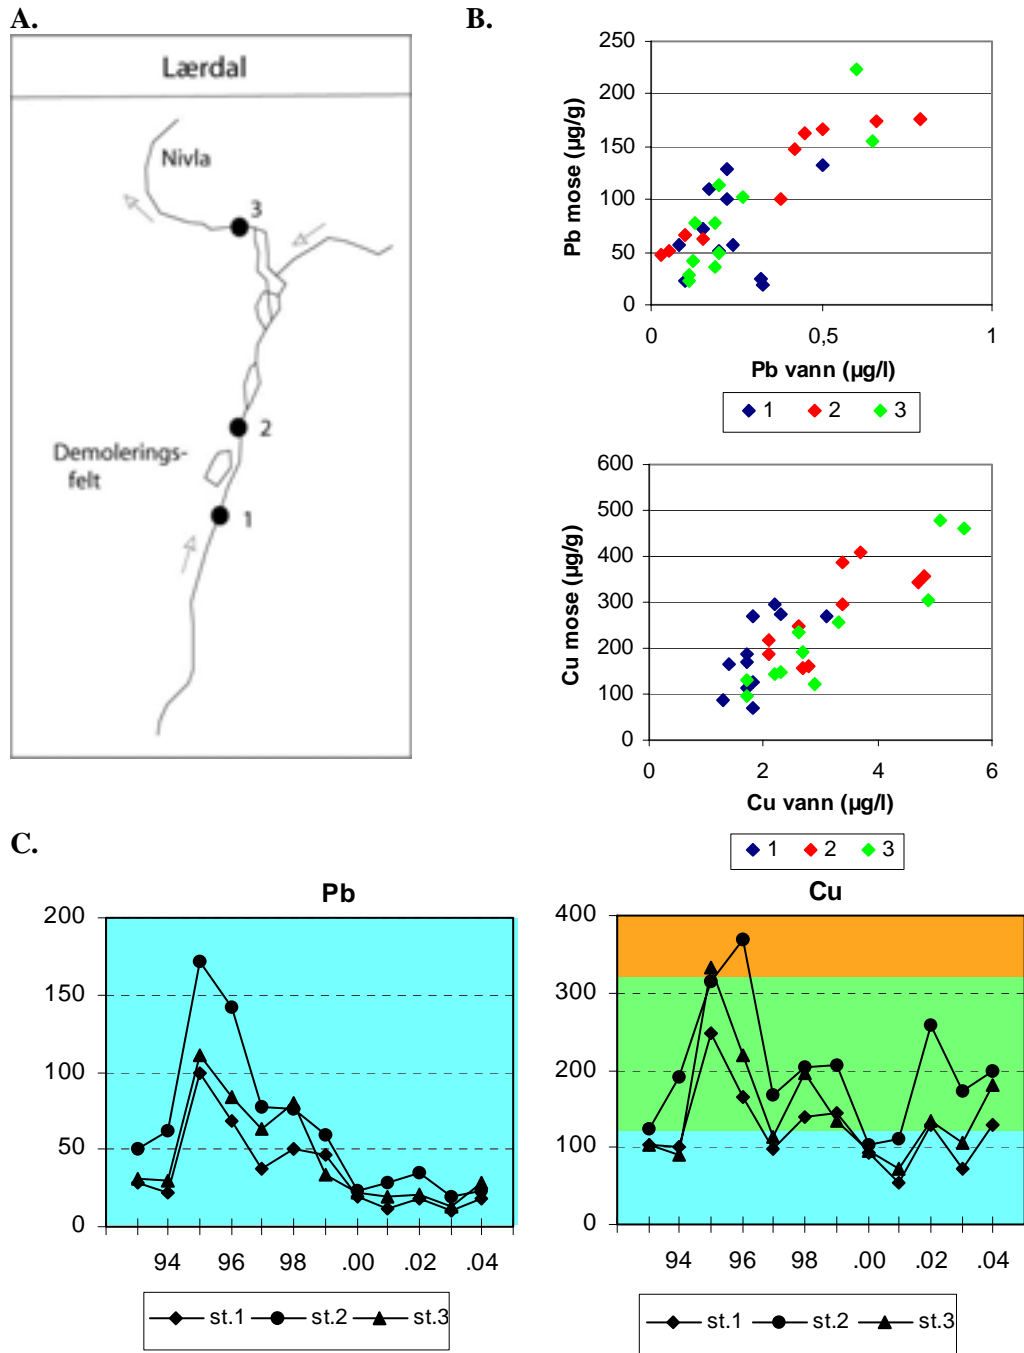 A.
Lærdal
Nivla
3
2
Demolerings-
felt
1
B.
250
200
150
100
50
0
Pb mose (µg/g)
0 0,5 1
Pb vann (µg/l)
1 2 3
600
500
400
300
200
100
0
Cu mose (µg/g)
0 2 4 6
Cu vann (µg/l)
1 2 3
C.
Pb
200
150
100
50
0
94 96 98 .00 .02 .04
st.1 st.2 st.3
Cu
400
300
200
100
0
94 96 98 .00 .02 .04
st.1 st.2 st.3